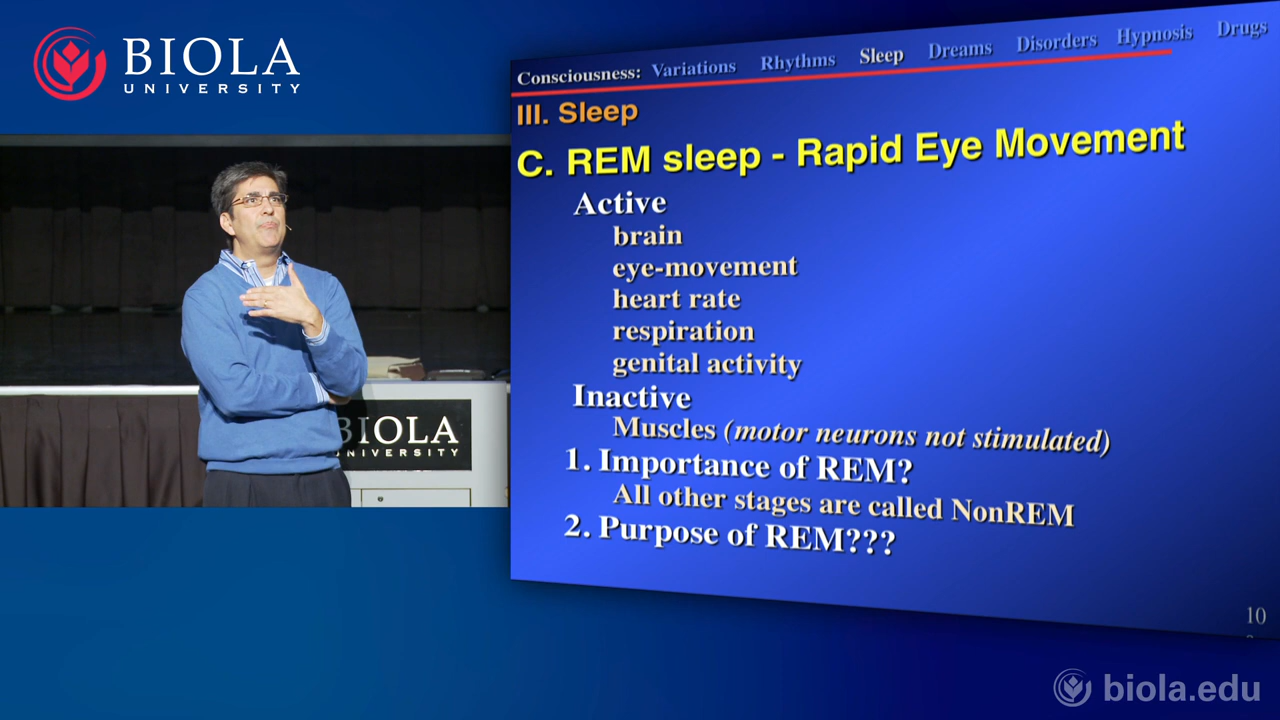 BIOLA
UNIVERSITY
Consciousness: Variations Rhythms Sleep Dreams Disorders Hypnosis Drugs
III. Sleep
C. REM sleep - Rapid Eye Movement
Active
brain
eye-movement
heart rate
respiration
genital activity
Inactive
Muscles (motor neurons not stimulated)
1. Importance of REM?
All other stages are called NonREM
2. Purpose of REM???
10
BIOLA
UNIVERSITY
biola.edu